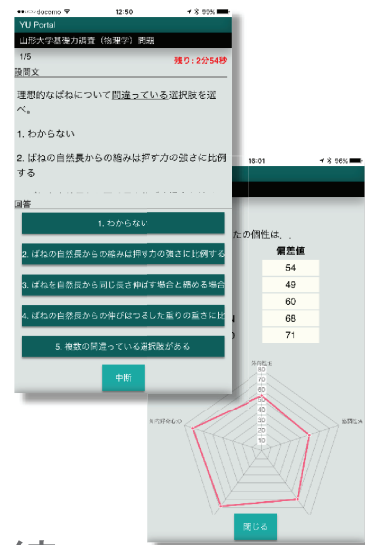 docomo 12:50 99%
YU Portal
山形大学基盤力調査（物理学）問題
1/5
残り: 2分54秒
設問文
理想的なばねについて間違っている選択肢を選
べ。
1. わからない
2. ばねの自然長からの縮みは押す力の強さに比例
する
回答
1. わからない
2. ばねの自然長からの縮みは押す力の強さに比例する
3. ばねを自然長から同じ長さ伸ばす場合と縮める場合
4. ばねの自然長からの伸びはつるした重りの重さに比
5. 複数の間違っている選択肢がある
中断
16:01 96%
たの個性は...
偏差値
54
49
60
68
71
80
70
60
50
40
30
20
10
閉じる